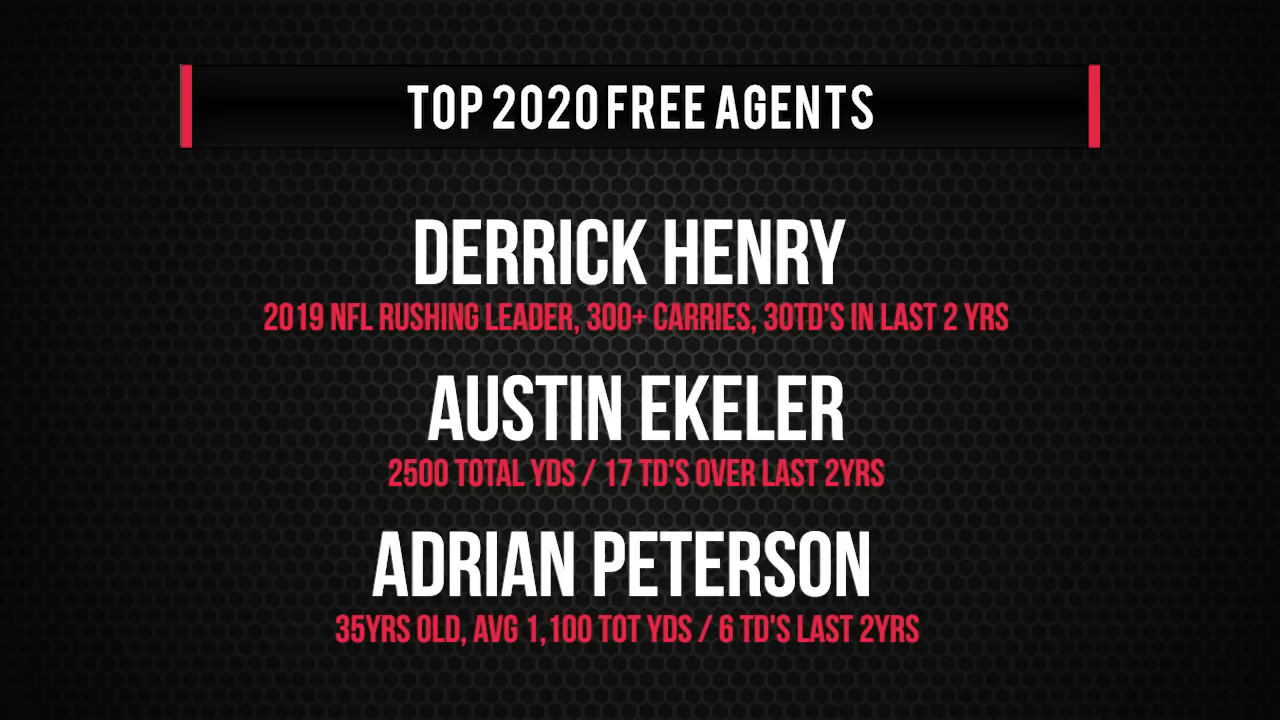 TOP 2020 FREE AGENTS
DERRICK HENRY
2019 NFL RUSHING LEADER, 300+ CARRIES, 30TD'S IN LAST 2 YRS
AUSTIN EKELER
2500 TOTAL YDS / 17 TD'S OVER LAST 2YRS
ADRIAN PETERSON
35YRS OLD, AVG 1,100 TOT YDS / 6 TD'S LAST 2YRS